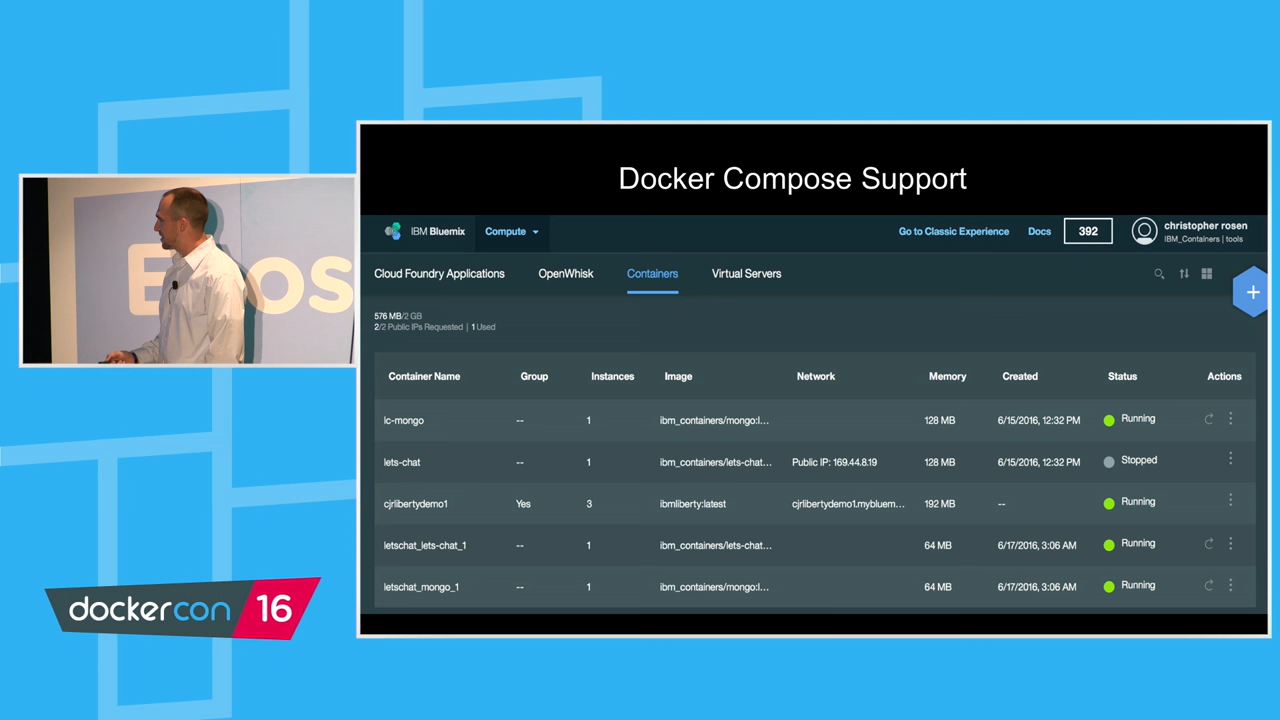 Docker Compose Support
IBM Bluemix Compute Go to Classic Experience Docs 392 christopher rosen
IBM_Containers | tools
Cloud Foundry Applications OpenWhisk Containers Virtual Servers
+
576 MB/2 GB
2/2 Public IPs Requested | 1 Used
Container Name Group Instances Image Network Memory Created Status Actions
lc-mongo -- 1 ibm_containers/mongo:l... 128 MB 6/15/2016, 12:32 PM Running
lets-chat -- 1 ibm_containers/lets-chat... Public IP: 169.44.8.19 128 MB 6/15/2016, 12:32 PM Stopped
cjrlibertydemo1 Yes 3 ibmliberty:latest cjrlibertydemo1.mybluem... 192 MB -- Running
letschat_lets-chat_1 -- 1 ibm_containers/lets-chat... 64 MB 6/17/2016, 3:06 AM Running
letschat_mongo_1 -- 1 ibm_containers/mongo:l... 64 MB 6/17/2016, 3:06 AM Running
dockercon 16